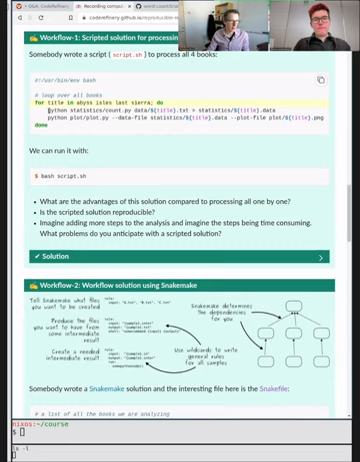 Q&A: CodeRefinery
Recording comput
coderefinery.github.io/reproducible-r
Workflow-1: Scripted solution for processin
Somebody wrote a script ( script.sh ) to process all 4 books:
#!/usr/bin/env bash
# loop over all books
for title in abyss isles last sierra; do
python statistics/count.py data/${title}.txt > statistics/${title}.data
python plot/plot.py --data-file statistics/${title}.data --plot-file plot/${title}.png
done
We can run it with:
$ bash script.sh
• What are the advantages of this solution compared to processing all one by one?
• Is the scripted solution reproducible?
• Imagine adding more steps to the analysis and imagine the steps being time consuming.
What problems do you anticipate with a scripted solution?
✔ Solution
Workflow-2: Workflow solution using Snakemake
Tell Snakemake what files
you want to be created
Produce the files
you want to have from
some intermediate
result
Create a needed
intermediate result
Snakemake determines
the dependencies
for you
Use wildcards to write
general rules
for all samples
Somebody wrote a Snakemake solution and the interesting file here is the Snakefile:
# a list of all the books we are analyzing
nixos:~/course
$
ls -l